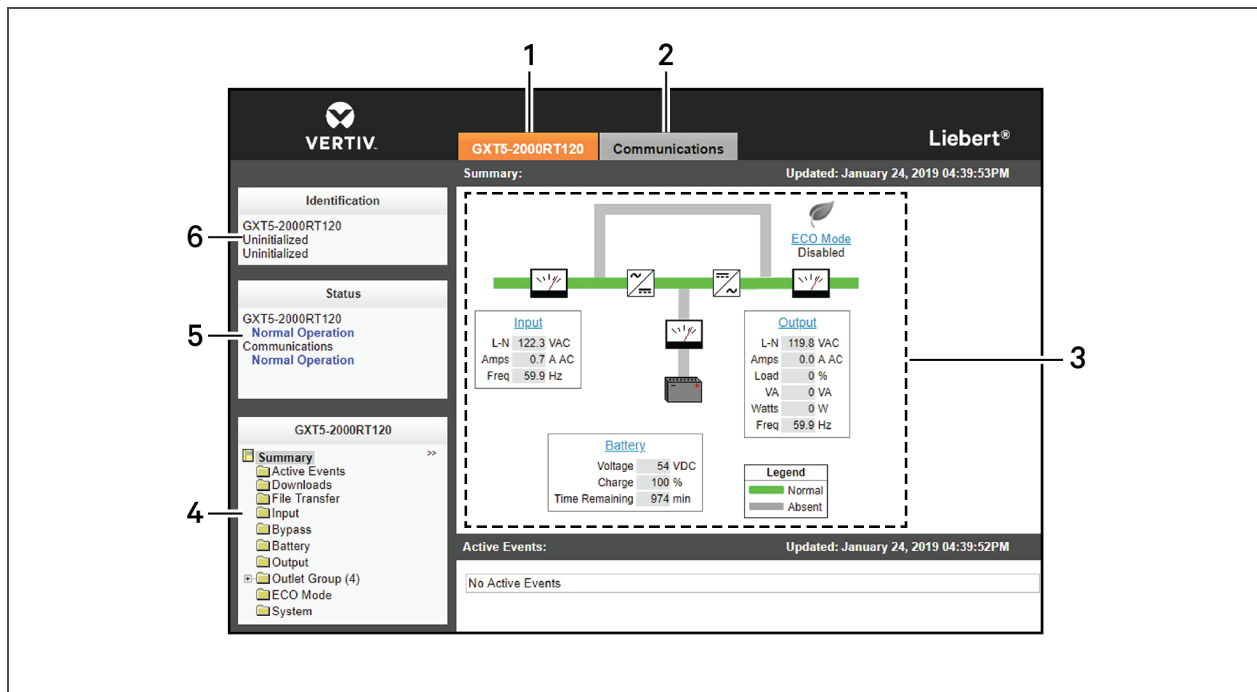 1
2
VERTIV.
GXT5-2000RT120
Communications
Liebert®
Summary:
Updated: January 24, 2019 04:39:53PM
Identification
6
GXT5-2000RT120
Uninitialized
Uninitialized
Status
5
GXT5-2000RT120
Normal Operation
Communications
Normal Operation
GXT5-2000RT120
4
Summary
>>
Active Events
Downloads
File Transfer
Input
Bypass
Battery
Output
Outlet Group (4)
ECO Mode
System
ECO Mode
Disabled
Input
L-N 122.3 VAC
Amps 0.7 A AC
Freq 59.9 Hz
Output
L-N 119.8 VAC
Amps 0.0 A AC
Load 0 %
VA 0 VA
Watts 0 W
Freq 59.9 Hz
3
Battery
Voltage 54 VDC
Charge 100 %
Time Remaining 974 min
Legend
Normal
Absent
Active Events:
Updated: January 24, 2019 04:39:52PM
No Active Events